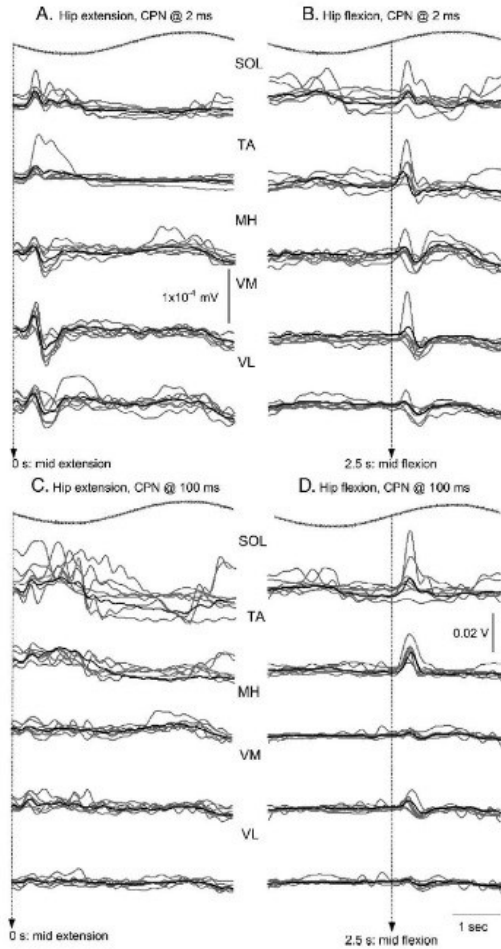 A. Hip extension, CPN @ 2 ms
B. Hip flexion, CPN @ 2 ms
SOL
TA
MH
VM
1x10⁻⁴ mV
VL
0 s: mid extension
2.5 s: mid flexion
C. Hip extension, CPN @ 100 ms
D. Hip flexion, CPN @ 100 ms
SOL
TA
0.02 V
MH
VM
VL
0 s: mid extension
2.5 s: mid flexion
1 sec